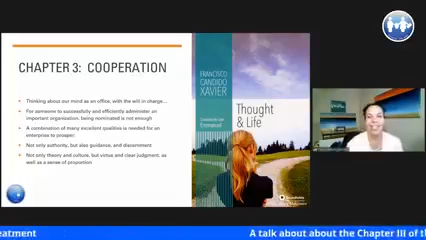 CHAPTER 3: COOPERATION
Thinking about our mind as an office, with the will in charge...
For someone to successfully and efficiently administer an
important organization, being nominated is not enough
A combination of many excellent qualities is needed for an
enterprise to prosper:
Not only authority, but also guidance, and discernment
Not only theory and culture, but virtue and clear judgment, as
well as a sense of proportion
FRANCISCO
CANDIDO
XAVIER
Thought
& Life
Emmanuel
eatment
A talk about about the Chapter III of th